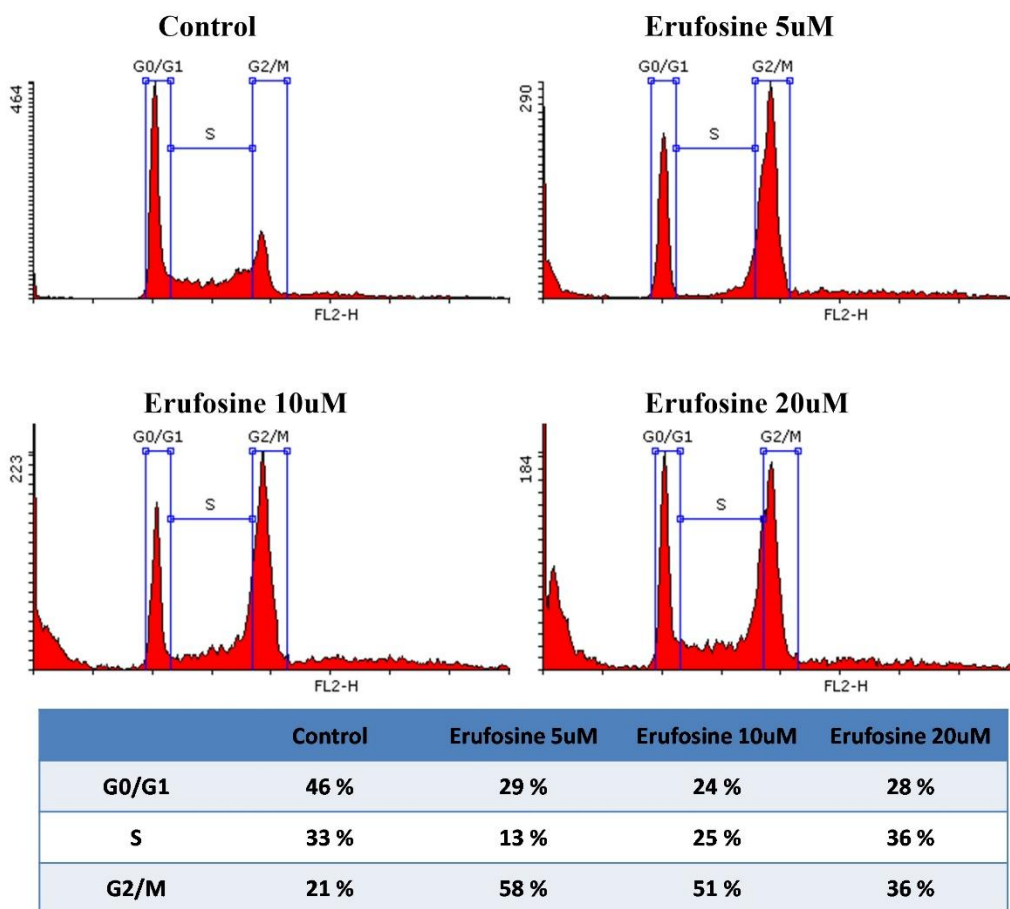 Control
G0/G1 G2/M
464
S
FL2-H
Erufosine 5uM
G0/G1 G2/M
290
S
FL2-H
Erufosine 10uM
G0/G1 G2/M
223
S
FL2-H
Erufosine 20uM
G0/G1 G2/M
184
S
FL2-H
Control Erufosine 5uM Erufosine 10uM Erufosine 20uM
G0/G1 46 % 29 % 24 % 28 %
S 33 % 13 % 25 % 36 %
G2/M 21 % 58 % 51 % 36 %